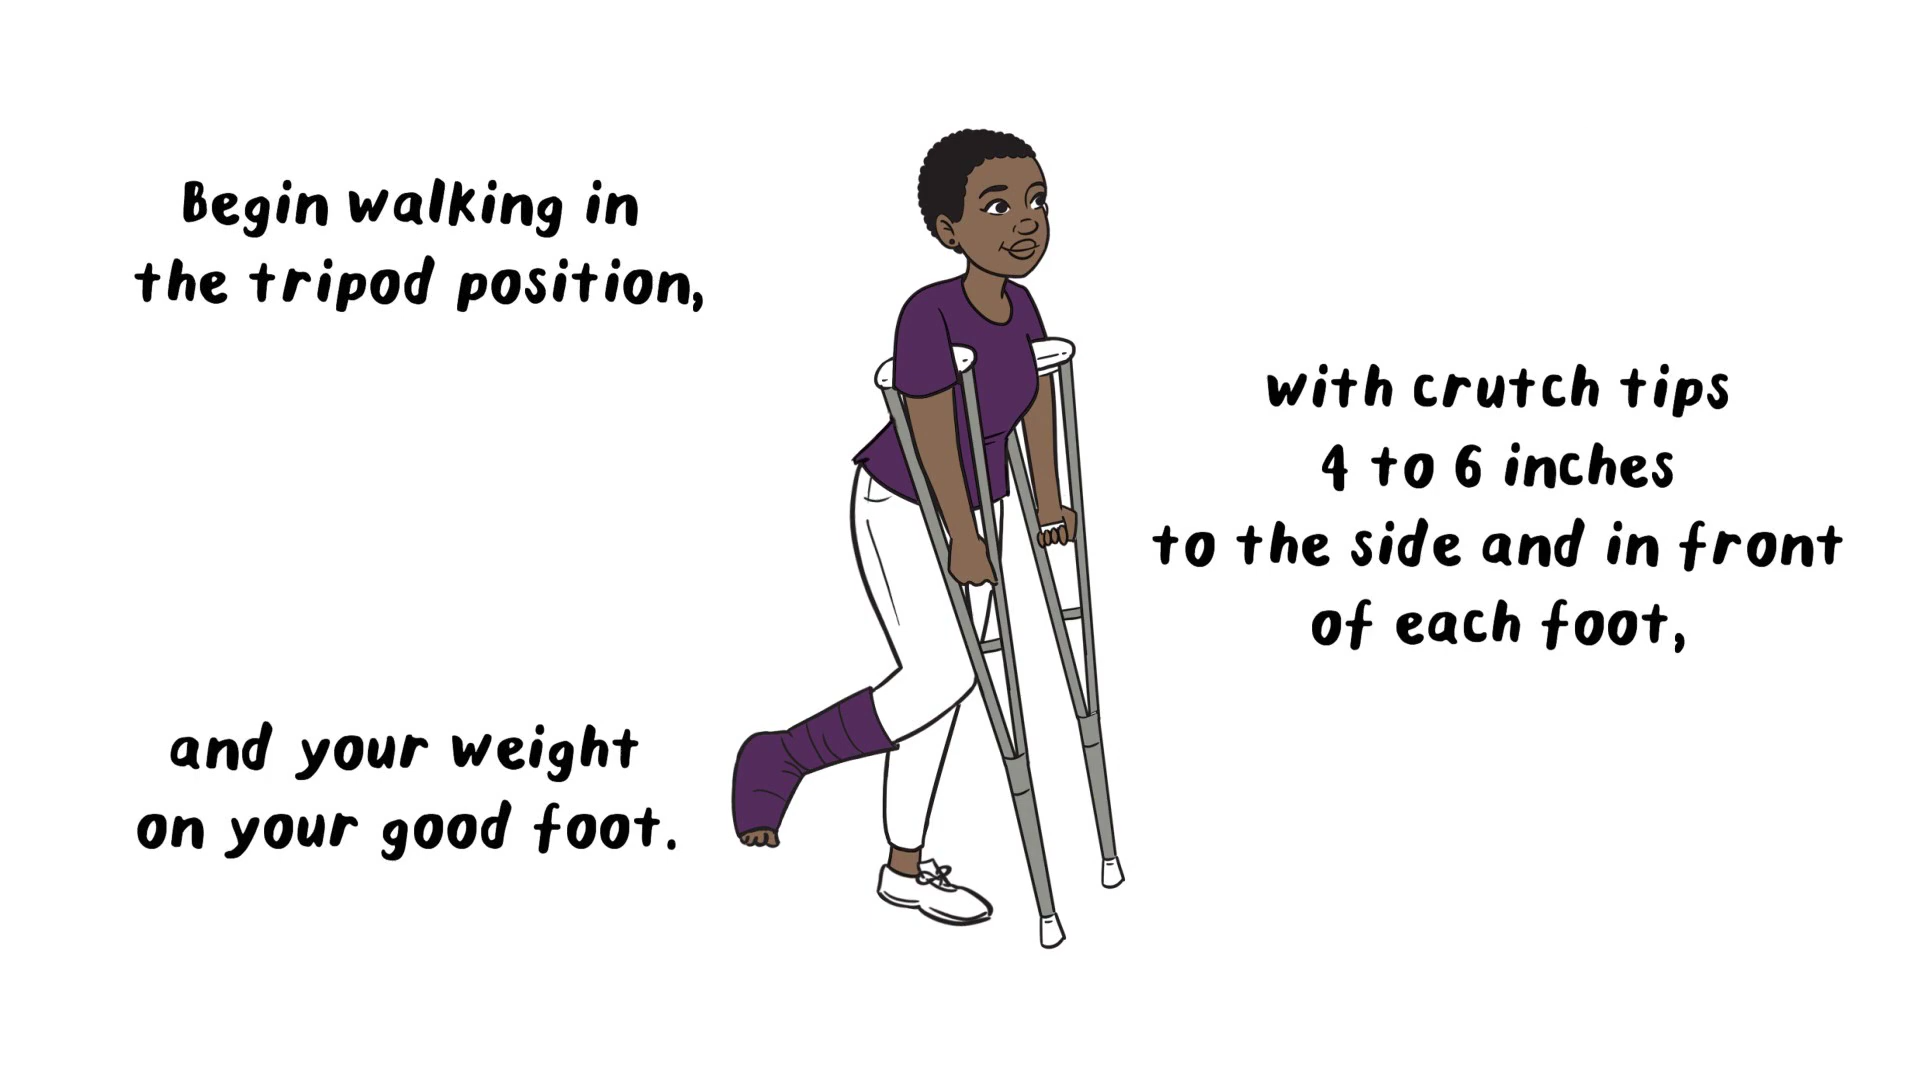 Begin walking in
the tripod position,
with crutch tips
4 to 6 inches
to the side and in front
of each foot,
and your weight
on your good foot.